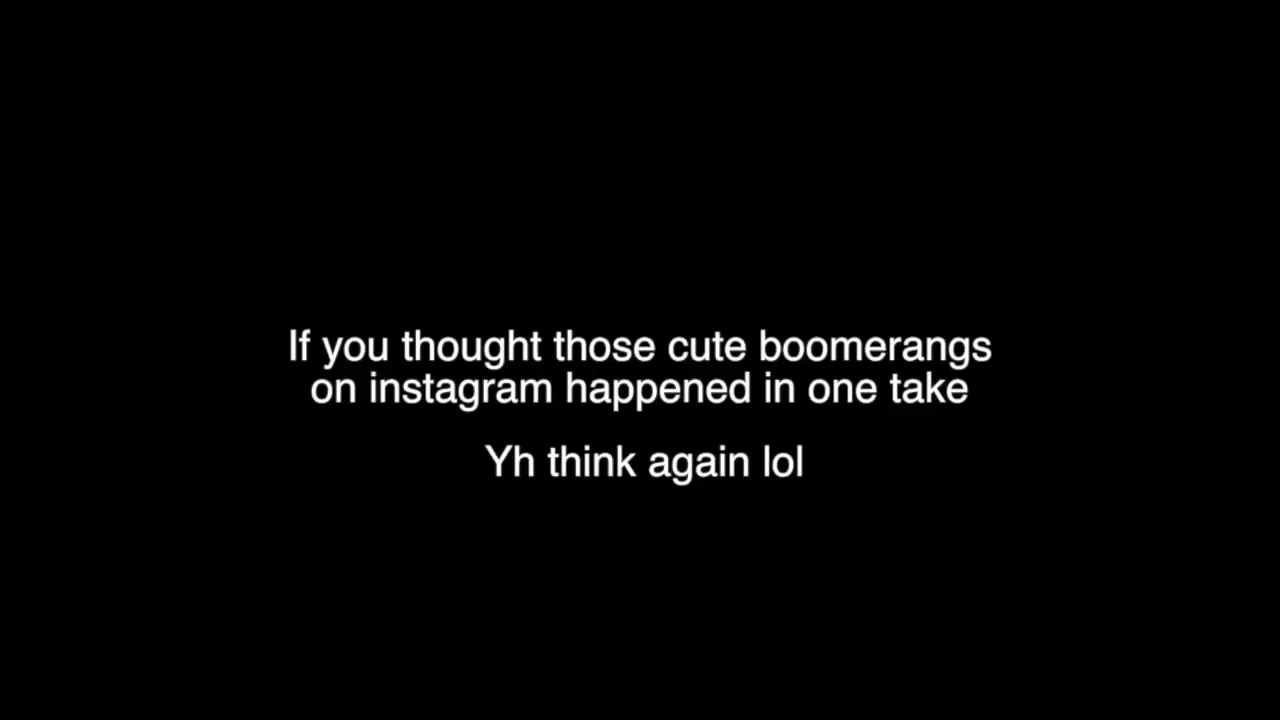 If you thought those cute boomerangs
on instagram happened in one take
Yh think again lol